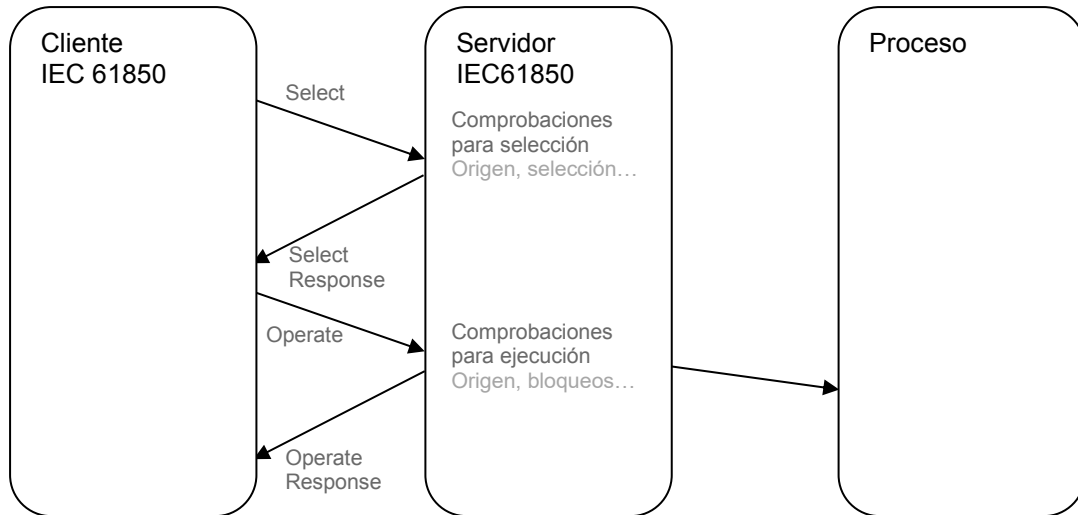 Cliente
IEC 61850
Servidor
IEC61850
Proceso
Select
Comprobaciones
para selección
Origen, selección…
Select
Response
Operate
Comprobaciones
para ejecución
Origen, bloqueos…
Operate
Response